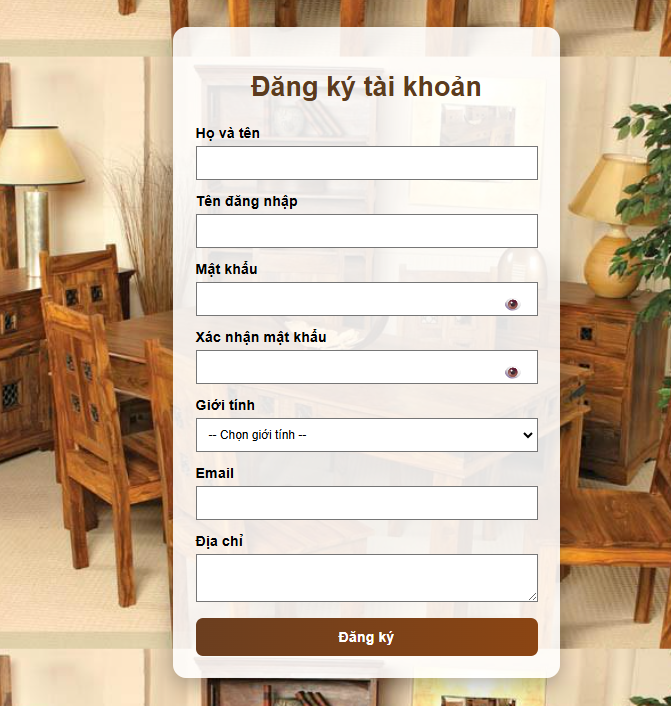 Đăng ký tài khoản
Họ và tên
Tên đăng nhập
Mật khẩu
Xác nhận mật khẩu
Giới tính
-- Chọn giới tính --
Email
Địa chỉ
Đăng ký